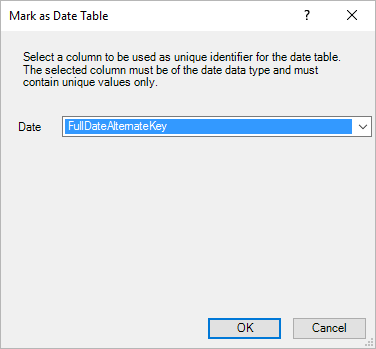 Mark as Date Table
?
Select a column to be used as unique identifier for the date table.
The selected column must be of the date data type and must
contain unique values only.
Date
FullDateAlternateKey
OK
Cancel